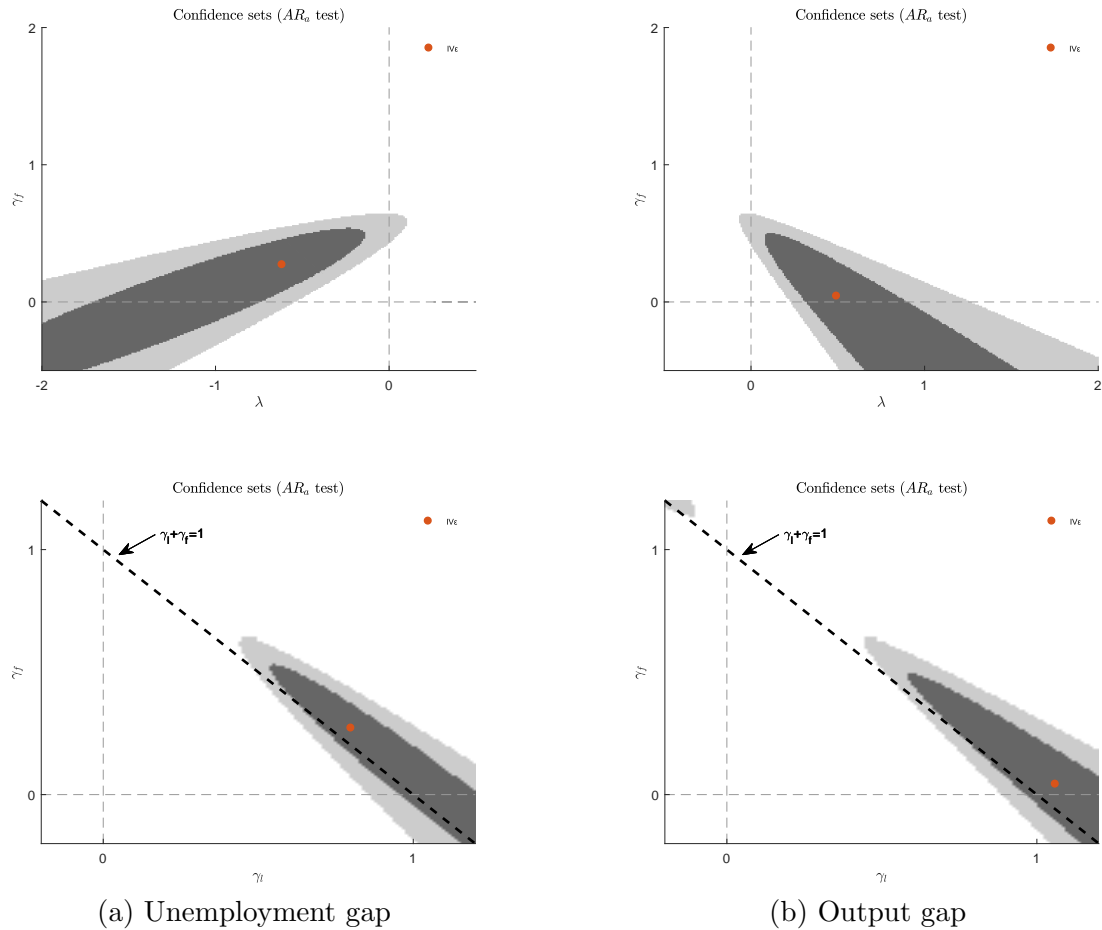 Confidence sets (AR_a test)
2
1
0
γ_f
-2
-1
0
λ
IVε
Confidence sets (AR_a test)
2
1
0
γ_f
0
1
2
λ
IVε
Confidence sets (AR_a test)
γ_l+γ_f=1
1
0
γ_f
0
1
γ_l
IVε
(a) Unemployment gap
Confidence sets (AR_a test)
γ_l+γ_f=1
1
0
γ_f
0
1
γ_l
IVε
(b) Output gap